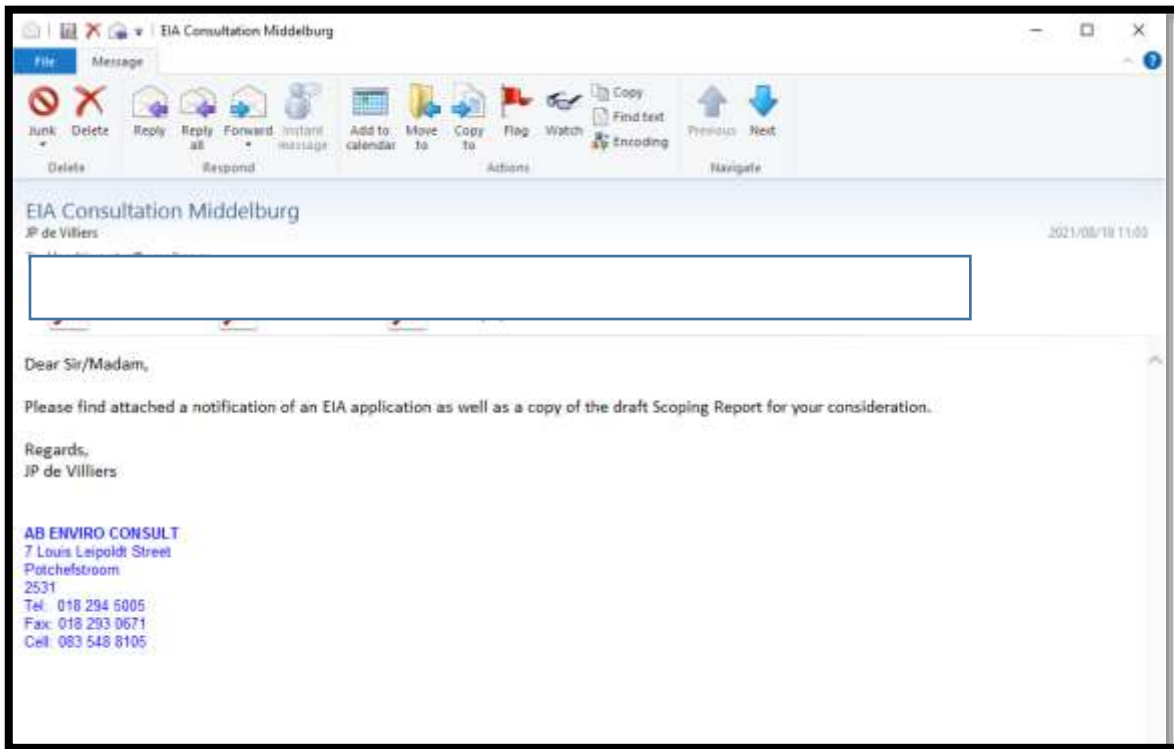 EIA Consultation Middelburg
File Message
Junk Delete Reply Reply all Forward Instant message Add to calendar Move to Copy to Flag Watch Copy Find text Encoding Previous Next
Delete Respond Actions Navigate
EIA Consultation Middelburg
JP de Villiers
2021/08/18 11:03
Dear Sir/Madam,
Please find attached a notification of an EIA application as well as a copy of the draft Scoping Report for your consideration.
Regards,
JP de Villiers
AB ENVIRO CONSULT
7 Louis Leipoldt Street
Potchefstroom
2531
Tel: 018 294 5005
Fax: 018 293 0671
Cell: 083 548 8105